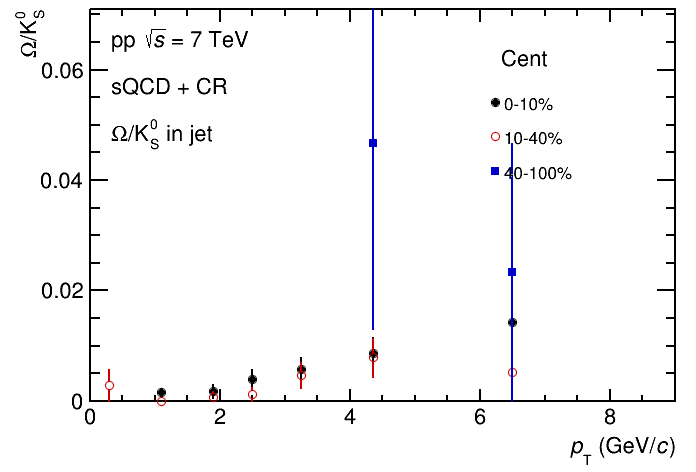 Ω/K⁰_S
pp √s = 7 TeV
sQCD + CR
Ω/K⁰_S in jet
Cent
0-10%
10-40%
40-100%
0.06
0.04
0.02
0
0 2 4 6 8
p_T (GeV/c)